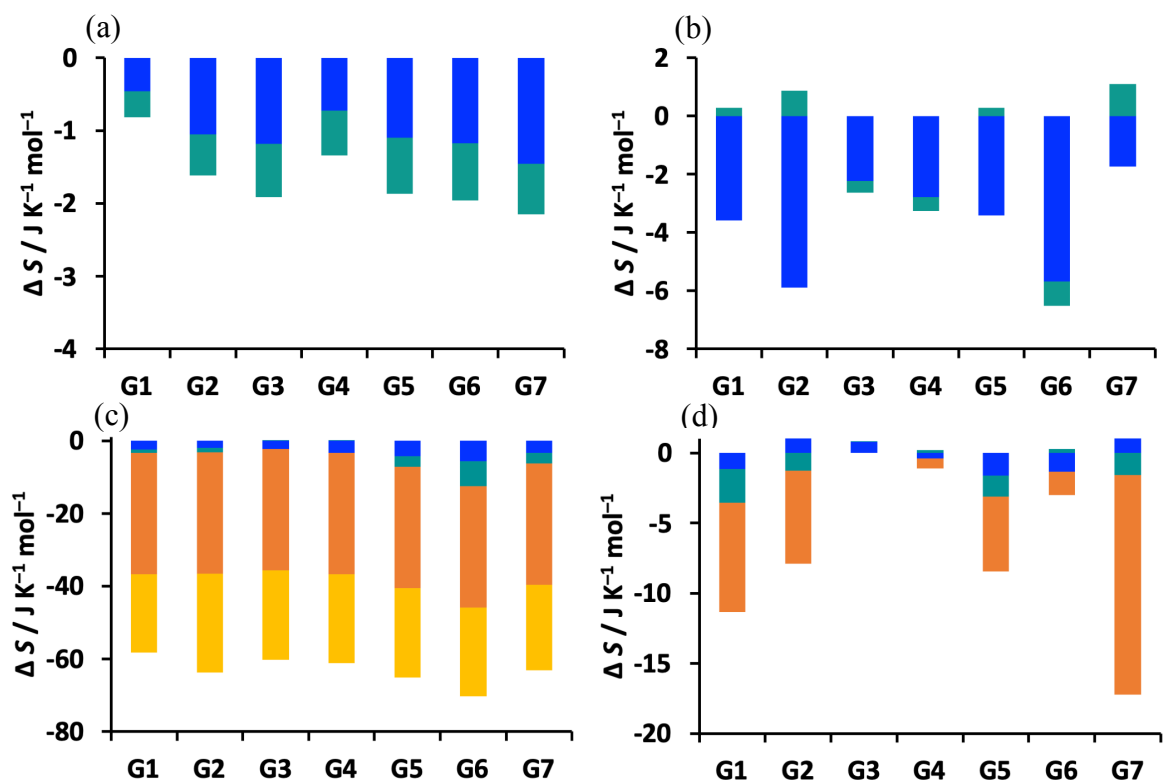 (a)
0
-1
-2
-3
-4
Δ S / J K⁻¹ mol⁻¹
G1 G2 G3 G4 G5 G6 G7
(b)
2
0
-2
-4
-6
-8
Δ S / J K⁻¹ mol⁻¹
G1 G2 G3 G4 G5 G6 G7
(c)
0
-20
-40
-60
-80
Δ S / J K⁻¹ mol⁻¹
G1 G2 G3 G4 G5 G6 G7
(d)
0
-5
-10
-15
-20
Δ S / J K⁻¹ mol⁻¹
G1 G2 G3 G4 G5 G6 G7